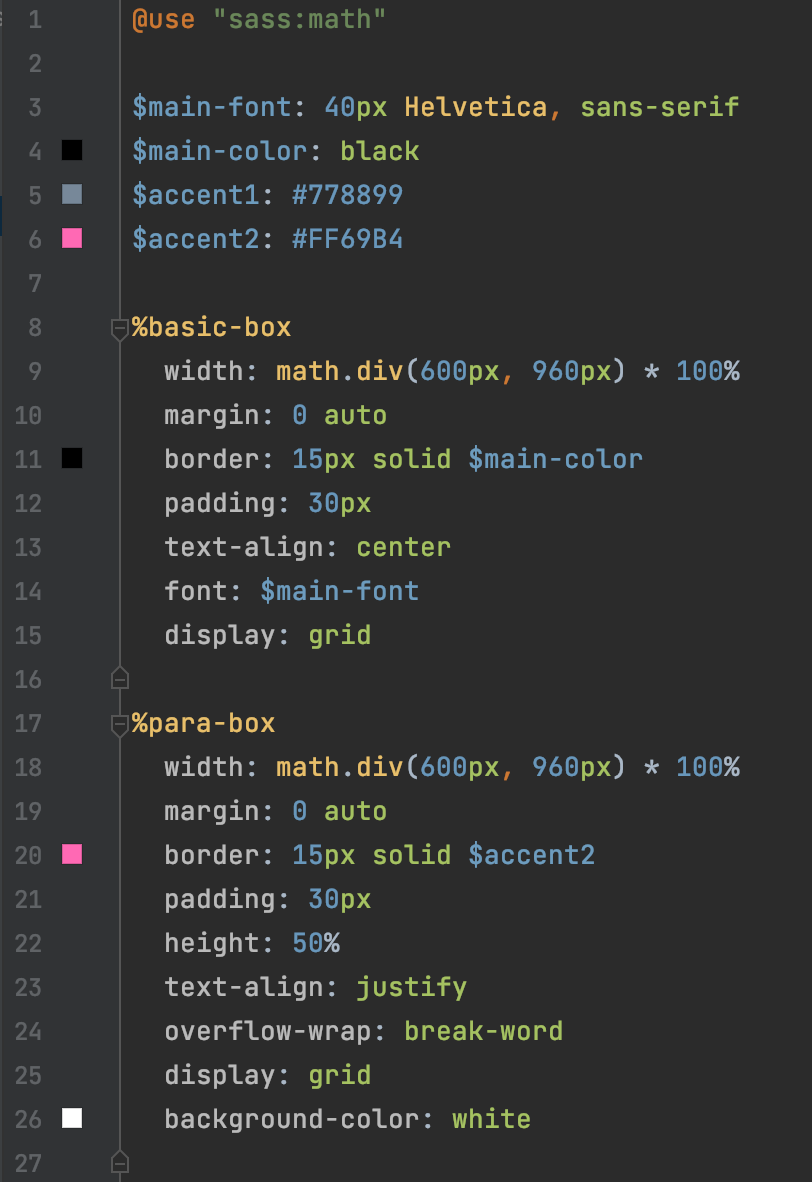 1 @use "sass:math"
2
3 $main-font: 40px Helvetica, sans-serif
4 $main-color: black
5 $accent1: #778899
6 $accent2: #FF69B4
7
8 %basic-box
9   width: math.div(600px, 960px) * 100%
10   margin: 0 auto
11   border: 15px solid $main-color
12   padding: 30px
13   text-align: center
14   font: $main-font
15   display: grid
16
17 %para-box
18   width: math.div(600px, 960px) * 100%
19   margin: 0 auto
20   border: 15px solid $accent2
21   padding: 30px
22   height: 50%
23   text-align: justify
24   overflow-wrap: break-word
25   display: grid
26   background-color: white
27